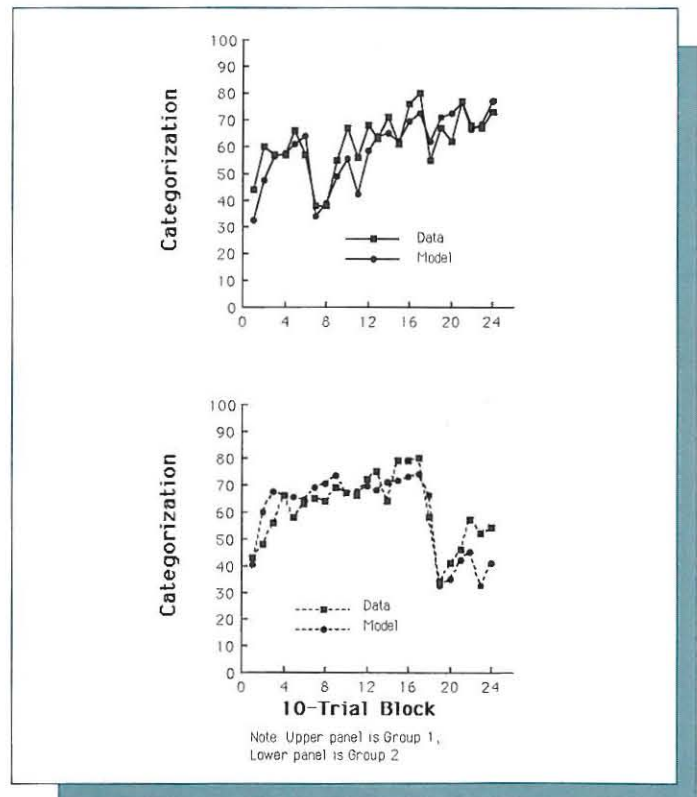 100
90
80
70
60
50
40
30
20
10
0
Categorization
Data
Model
0 4 8 12 16 20 24
100
90
80
70
60
50
40
30
20
10
0
Categorization
Data
Model
0 4 8 12 16 20 24
10-Trial Block
Note Upper panel is Group 1,
Lower panel is Group 2